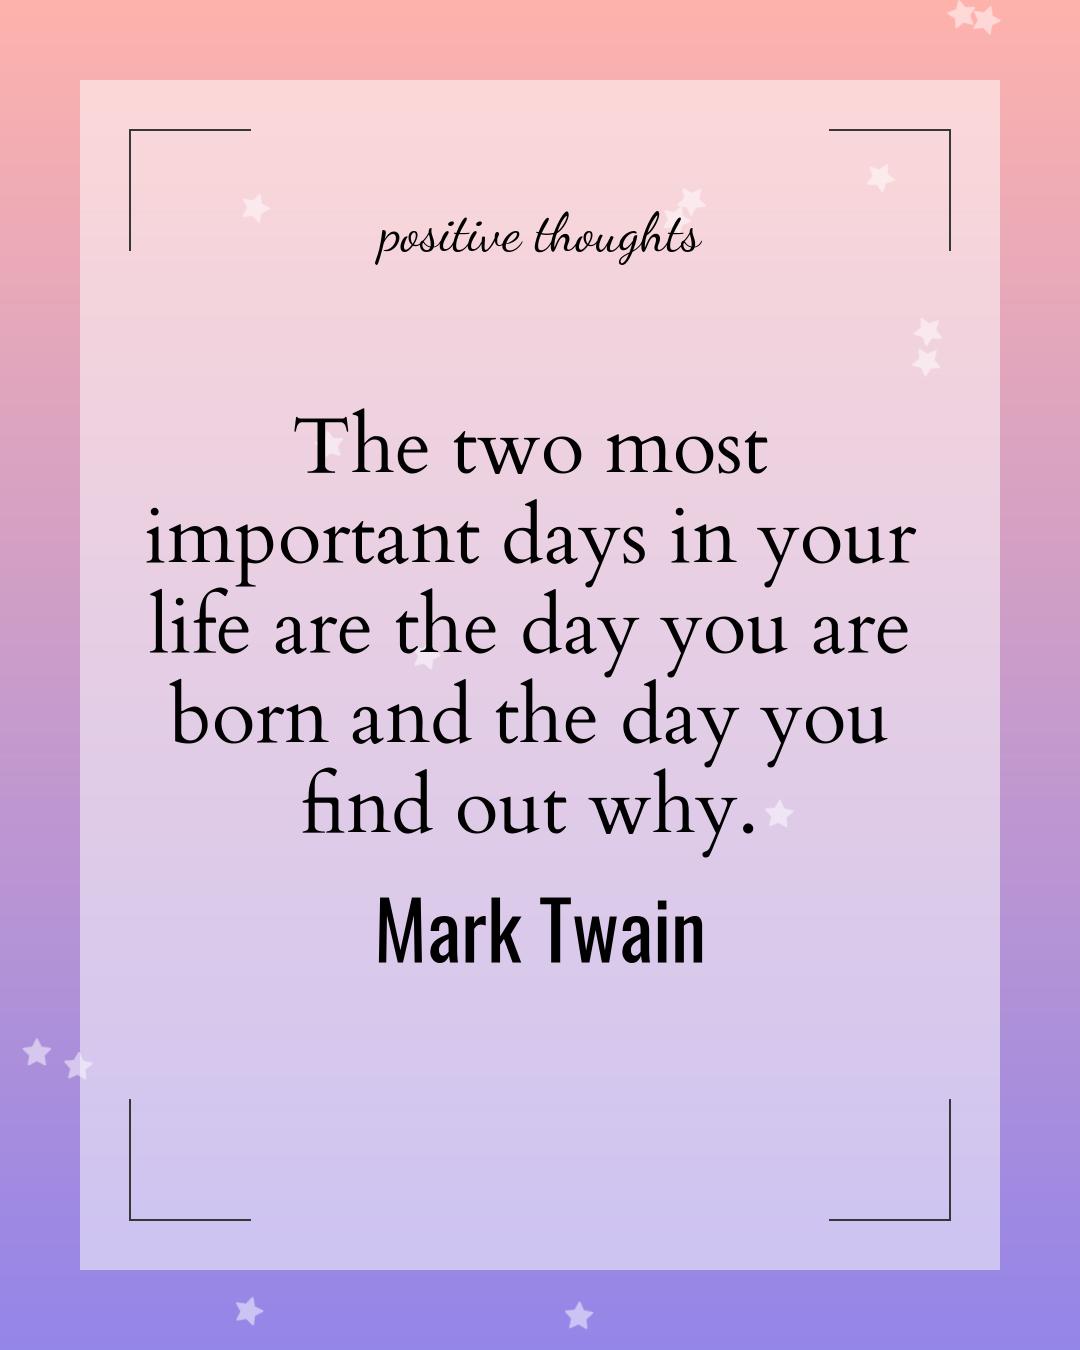 positive thoughts
The two most
important days in your
life are the day you are
born and the day you
find out why.
Mark Twain